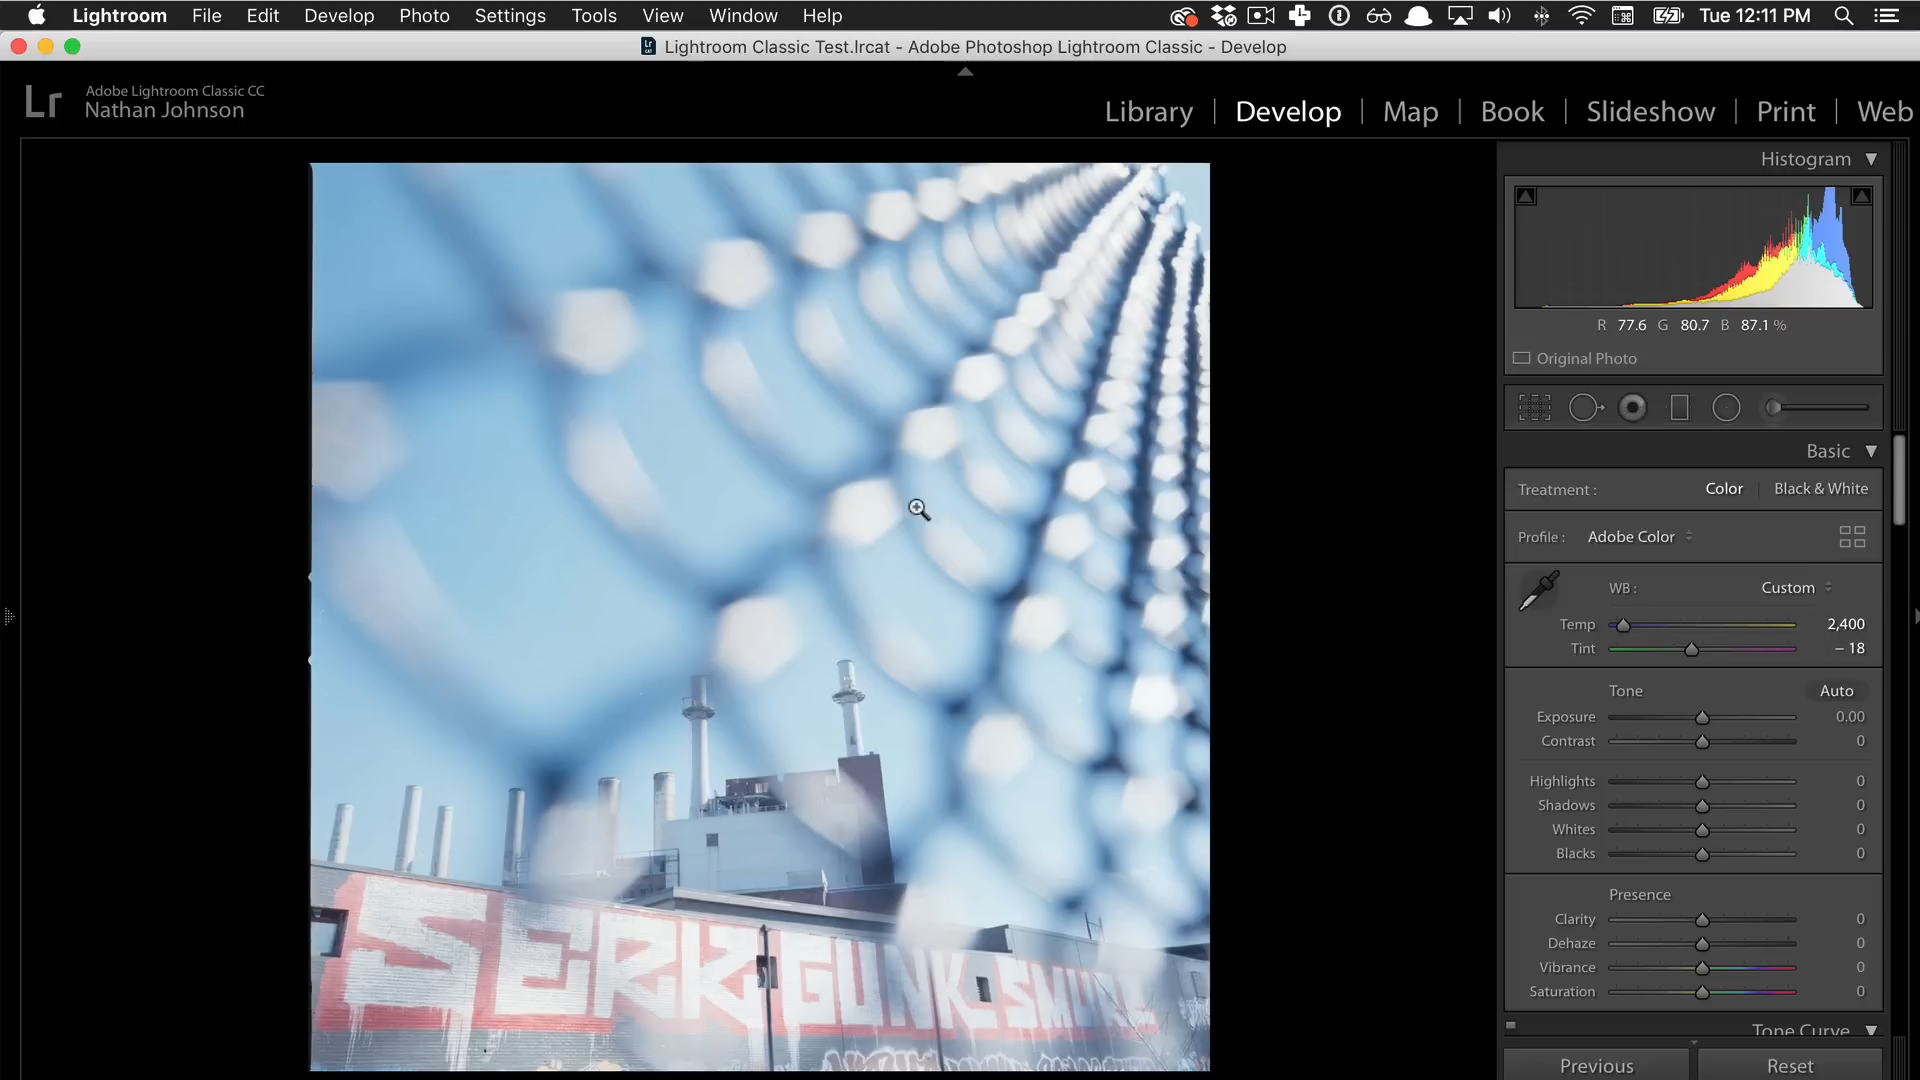 Lightroom File Edit Develop Photo Settings Tools View Window Help Tue 12:11 PM
Lightroom Classic Test.lrcat - Adobe Photoshop Lightroom Classic - Develop
Lr
Adobe Lightroom Classic CC
Nathan Johnson
Library | Develop | Map | Book | Slideshow | Print | Web
Histogram
R 77.6 G 80.7 B 87.1 %
Original Photo
Basic
Treatment : Color | Black & White
Profile : Adobe Color
WB : Custom
Temp 2,400
Tint – 18
Tone Auto
Exposure 0.00
Contrast 0
Highlights 0
Shadows 0
Whites 0
Blacks 0
Presence
Clarity 0
Dehaze 0
Vibrance 0
Saturation 0
Tone Curve
Previous Reset
SERK GUNK